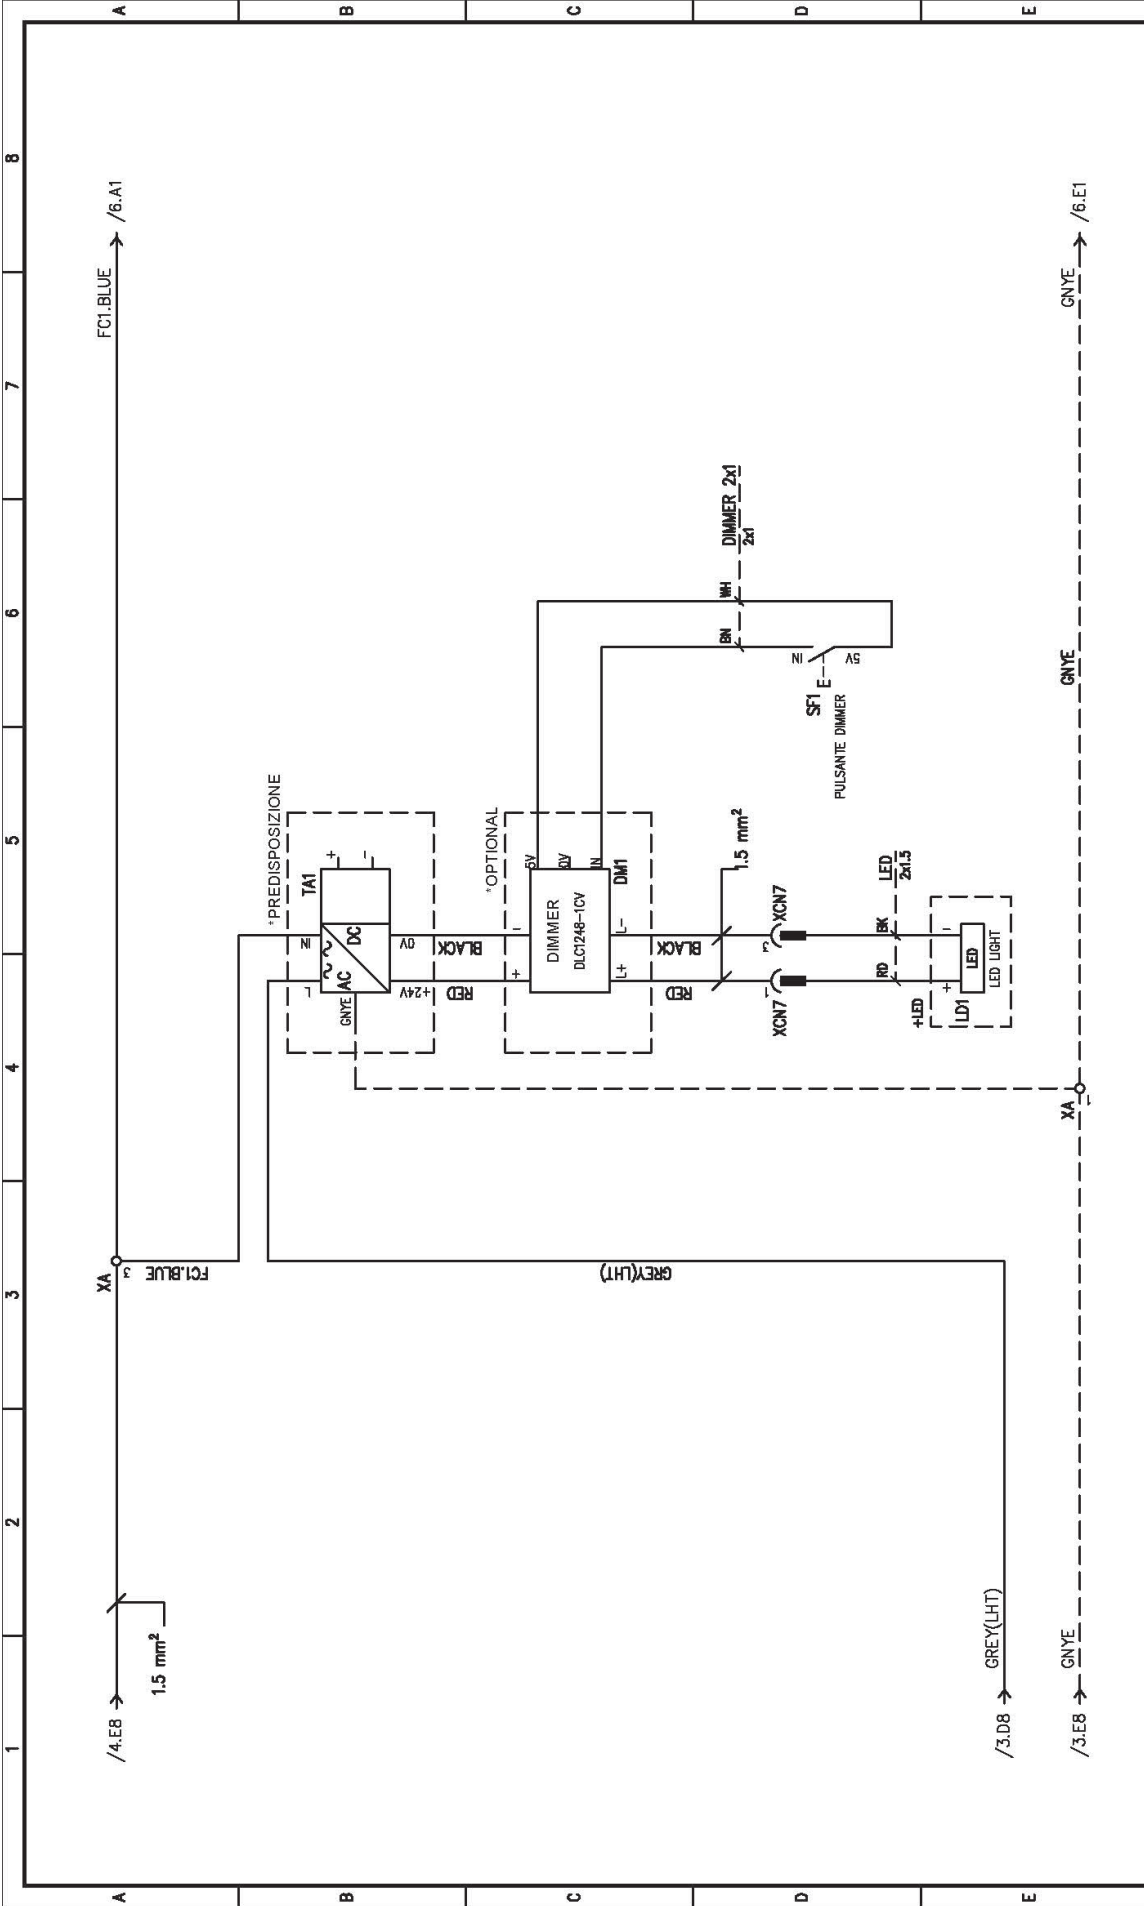 1 2 3 4 5 6 7 8
A
B
C
D
E
A
B
C
D
E
/4.E8
1.5 mm²
XA
3
FC1.BLUE
FC1.BLUE
/6.A1
*PREDISPOSIZIONE
TA1
L
IN
AC
DC
+
-
GNYE
+24V
0V
RED
BLACK
*OPTIONAL
+
-
DIMMER
DLC1248-1CV
5V
0V
IN
DM1
L+
L-
RED
BLACK
1.5 mm²
XCN7
1
3
XCN7
RD
BK
LED
2x1.5
+LED
+
-
LD1
LED
LED LIGHT
BN
WH
DIMMER 2x1
2x1
SF1
E
IN
5V
PULSANTE DIMMER
GREY(LHT)
/3.D8
GREY(LHT)
/3.E8
GNYE
XA
1
GNYE
GNYE
/6.E1